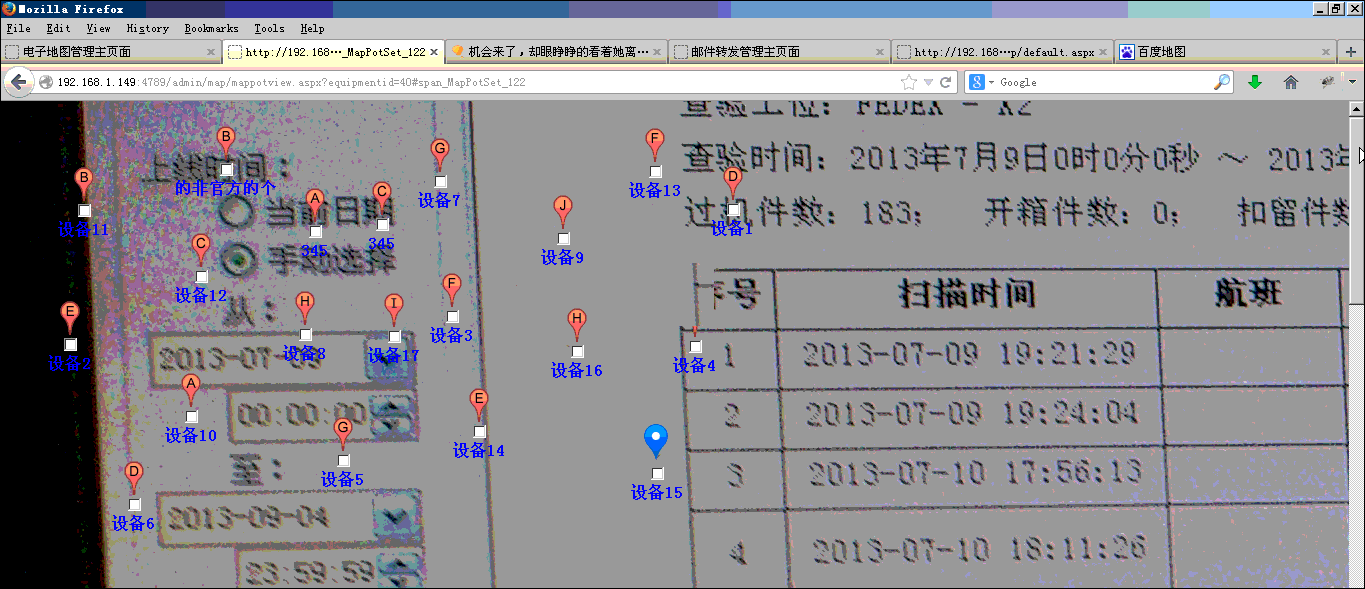 Mozilla Firefox
File Edit View History Bookmarks Tools Help
电子地图管理主页面
http://192.168…_MapPotSet_122
机会来了，却眼睁睁的看着她离…
邮件转发管理主页面
http://192.168…p/default.aspx
百度地图
192.168.1.149:4789/admin/map/mappotview.aspx?equipmentid=40#span_MapPotSet_122
Google
查验工位: FEDEX - X2
上线时间：
查验时间: 2013年7月9日0时0分0秒 ～ 2013年
过机件数: 183; 开箱件数: 0; 扣留件数
当前日期
手动选择
从：
2013-07-09
00:00:00
至：
2013-09-04
23:59:59
序号 扫描时间 航班
1 2013-07-09 19:21:29
2 2013-07-09 19:24:04
3 2013-07-10 17:56:13
4 2013-07-10 18:11:26
B
的非官方的个
G
设备7
F
设备13
D
设备1
B
设备11
A
345
C
345
J
设备9
C
设备12
E
设备2
H
设备8
I
设备17
F
设备3
H
设备16
设备4
A
设备10
G
设备5
E
设备14
设备15
D
设备6